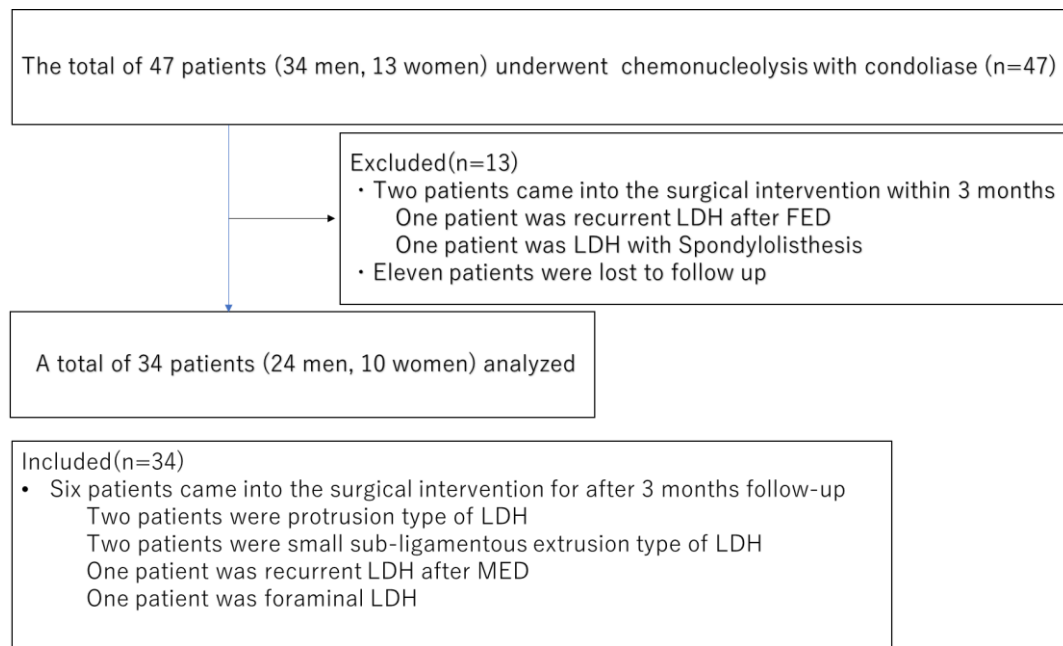 The total of 47 patients (34 men, 13 women) underwent chemonucleolysis with condoliase (n=47)
Excluded(n=13)
・Two patients came into the surgical intervention within 3 months
One patient was recurrent LDH after FED
One patient was LDH with Spondylolisthesis
・Eleven patients were lost to follow up
A total of 34 patients (24 men, 10 women) analyzed
Included(n=34)
• Six patients came into the surgical intervention for after 3 months follow-up
Two patients were protrusion type of LDH
Two patients were small sub-ligamentous extrusion type of LDH
One patient was recurrent LDH after MED
One patient was foraminal LDH